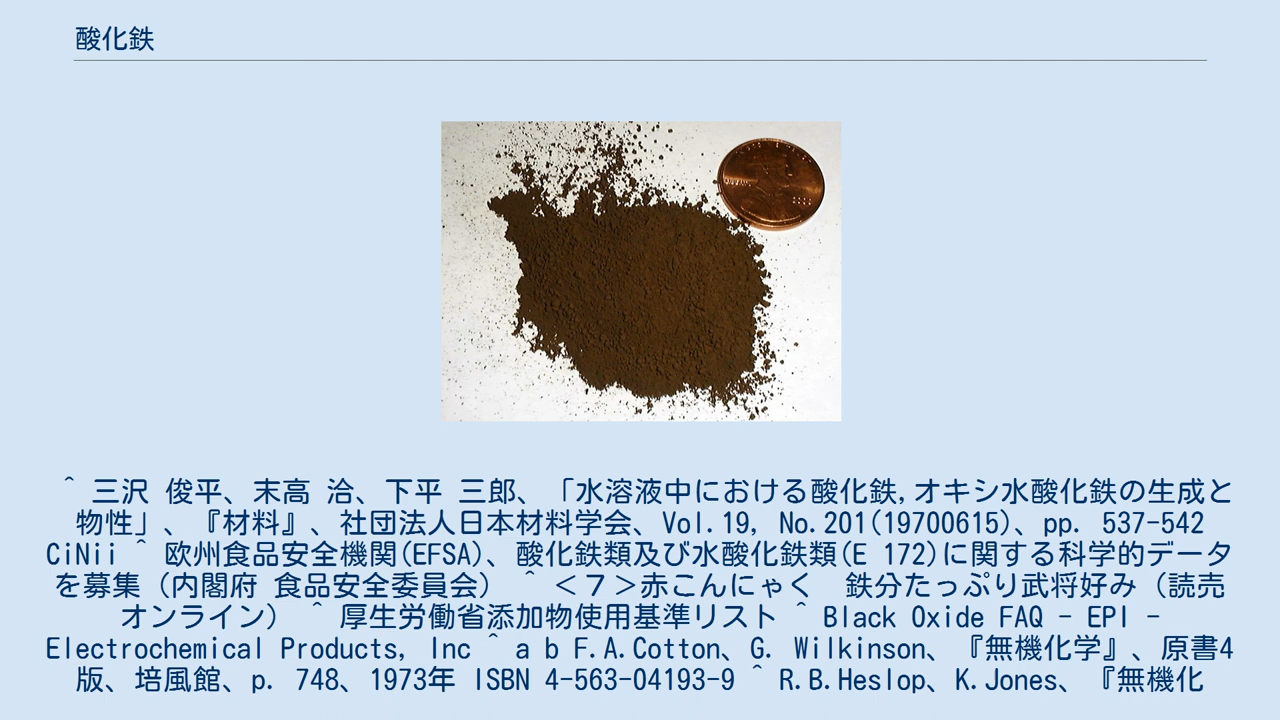 酸化鉄
^ 三沢 俊平、末高 洽、下平 三郎、「水溶液中における酸化鉄,オキシ水酸化鉄の生成と
物性」、『材料』、社団法人日本材料学会、Vol.19, No.201(19700615)、pp. 537-542
CiNii ^ 欧州食品安全機関(EFSA)、酸化鉄類及び水酸化鉄類(E 172)に関する科学的データ
を募集（内閣府 食品安全委員会） ^ ＜７＞赤こんにゃく　鉄分たっぷり武将好み（読売
オンライン） ^ 厚生労働省添加物使用基準リスト ^ Black Oxide FAQ - EPI -
Electrochemical Products, Inc ^ a b F.A.Cotton、G. Wilkinson、『無機化学』、原書4
版、培風館、p. 748、1973年 ISBN 4-563-04193-9 ^ R.B.Heslop、K.Jones、『無機化